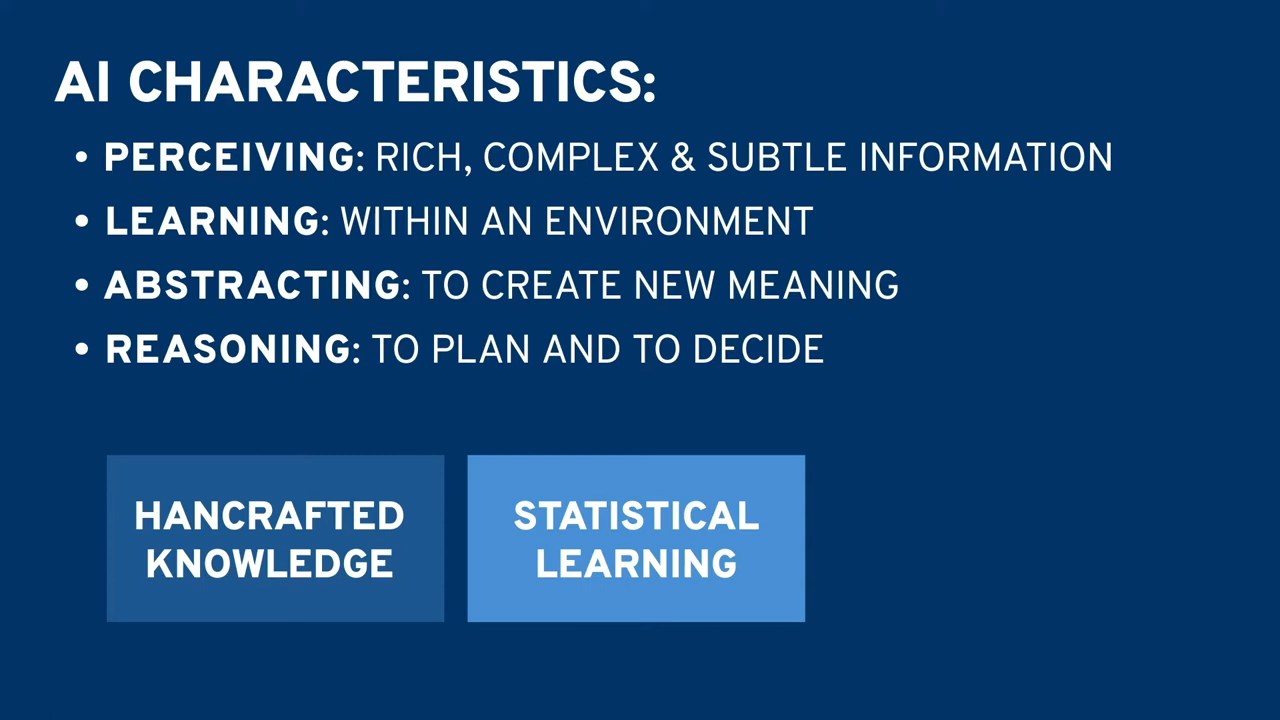 AI CHARACTERISTICS:
• PERCEIVING: RICH, COMPLEX & SUBTLE INFORMATION
• LEARNING: WITHIN AN ENVIRONMENT
• ABSTRACTING: TO CREATE NEW MEANING
• REASONING: TO PLAN AND TO DECIDE
HANCRAFTED
KNOWLEDGE
STATISTICAL
LEARNING